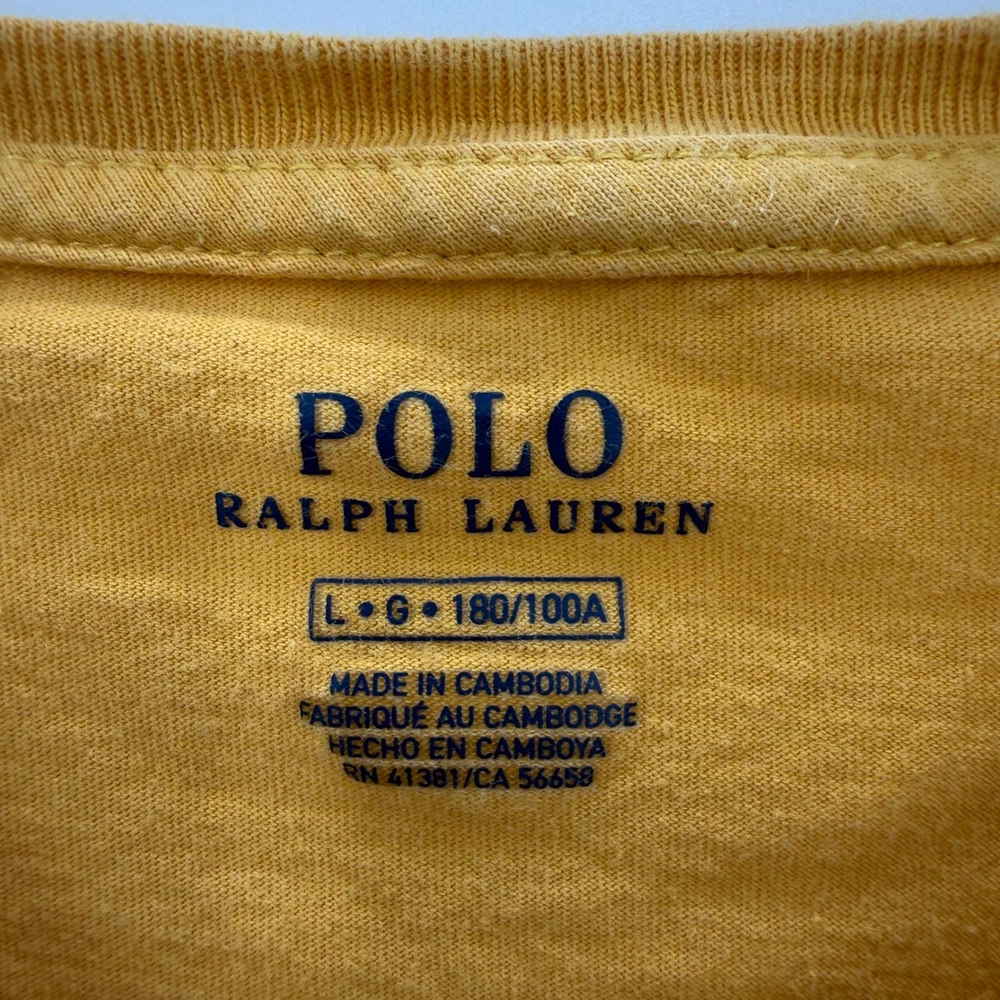 POLO
RALPH LAUREN
L • G • 180/100A
MADE IN CAMBODIA
FABRIQUÉ AU CAMBODGE
HECHO EN CAMBOYA
RN 41381/CA 56658